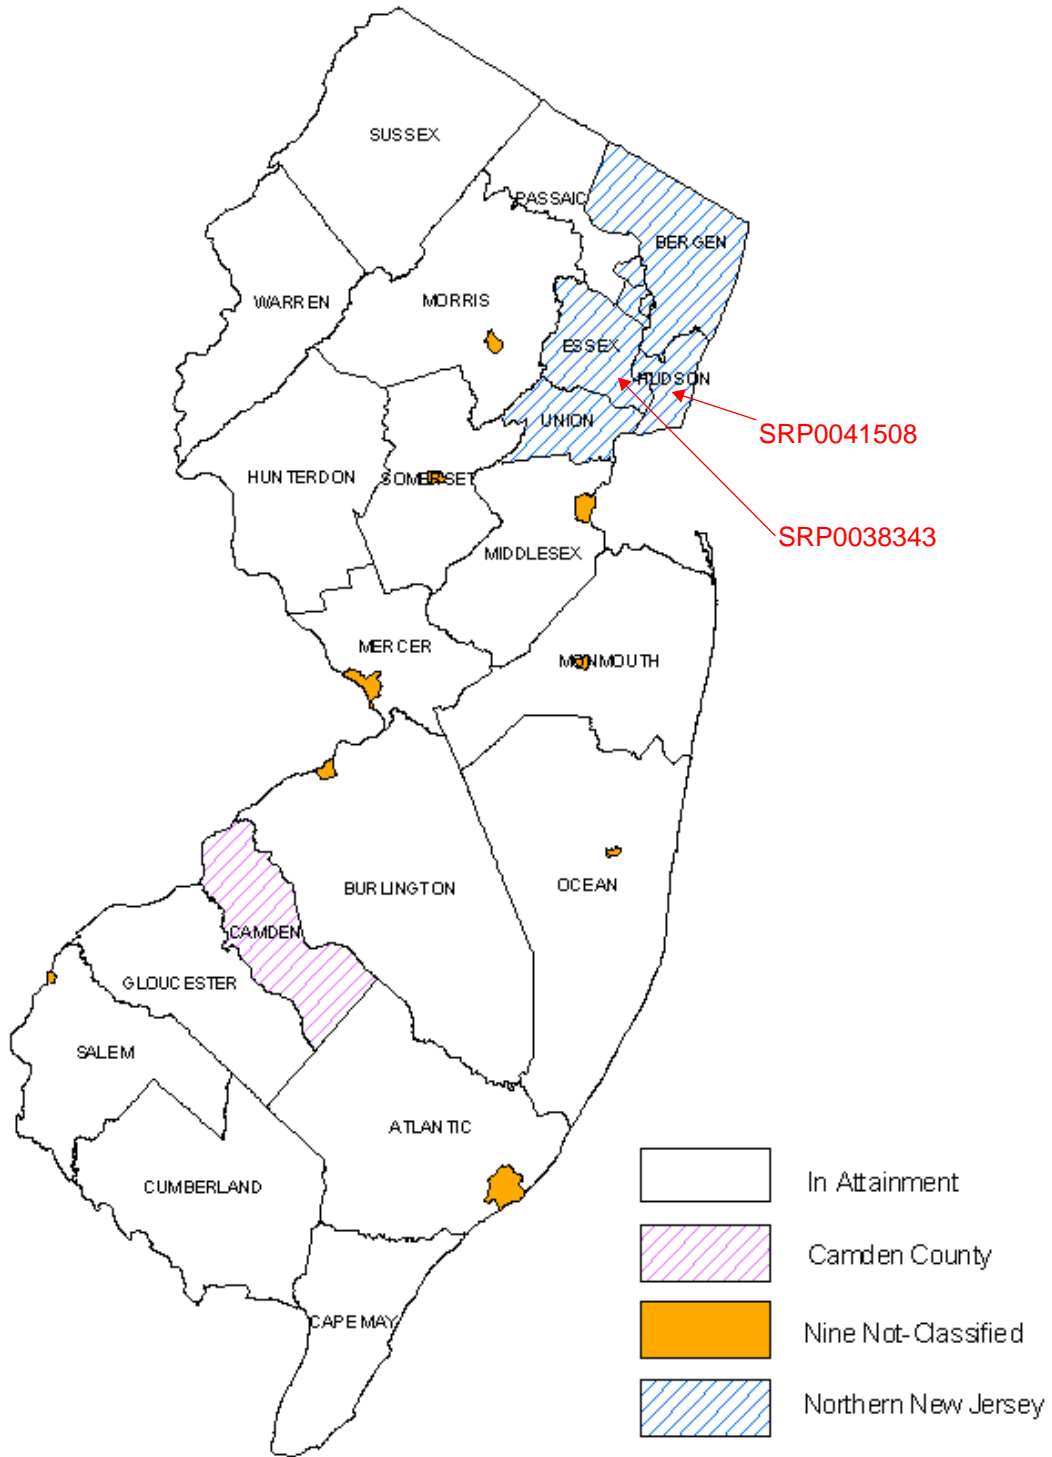 SUSSEX
PASSAIC
BERGEN
WARREN
MORRIS
ESSEX
HUDSON
UNION
SRP0041508
HUNTERDON
SOMERSET
SRP0038343
MIDDLESEX
MERCER
MONMOUTH
BURLINGTON
OCEAN
CAMDEN
GLOUCESTER
SALEM
ATLANTIC
CUMBERLAND
CAPE MAY
In Attainment
Camden County
Nine Not-Classified
Northern New Jersey